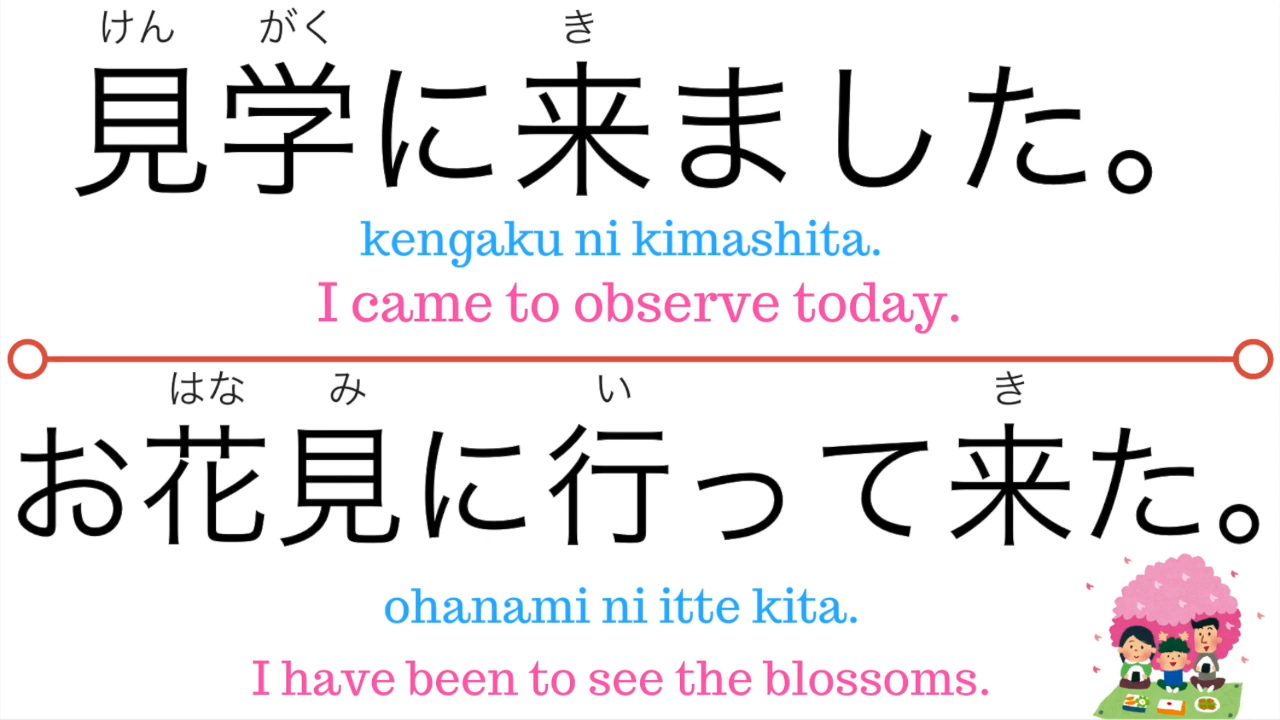 けん がく き
見学に来ました。
kengaku ni kimashita.
I came to observe today.
はな み い き
お花見に行って来た。
ohanami ni itte kita.
I have been to see the blossoms.